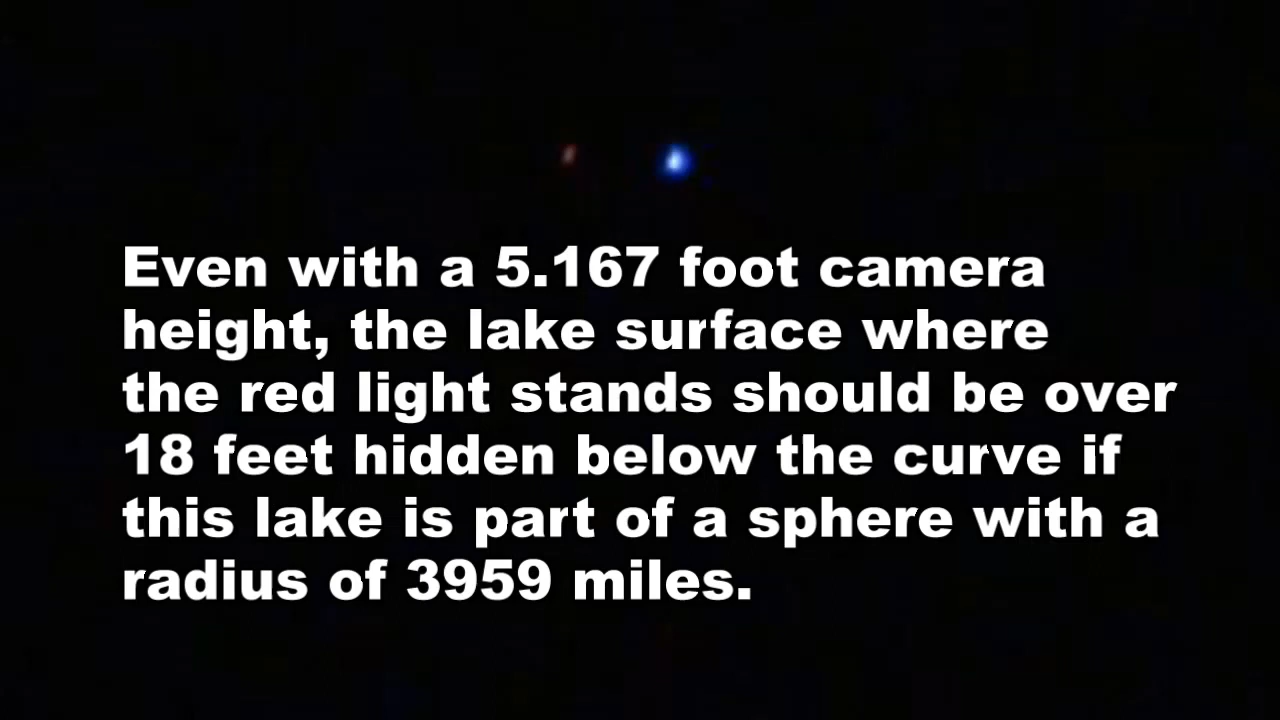 Even with a 5.167 foot camera
height, the lake surface where
the red light stands should be over
18 feet hidden below the curve if
this lake is part of a sphere with a
radius of 3959 miles.